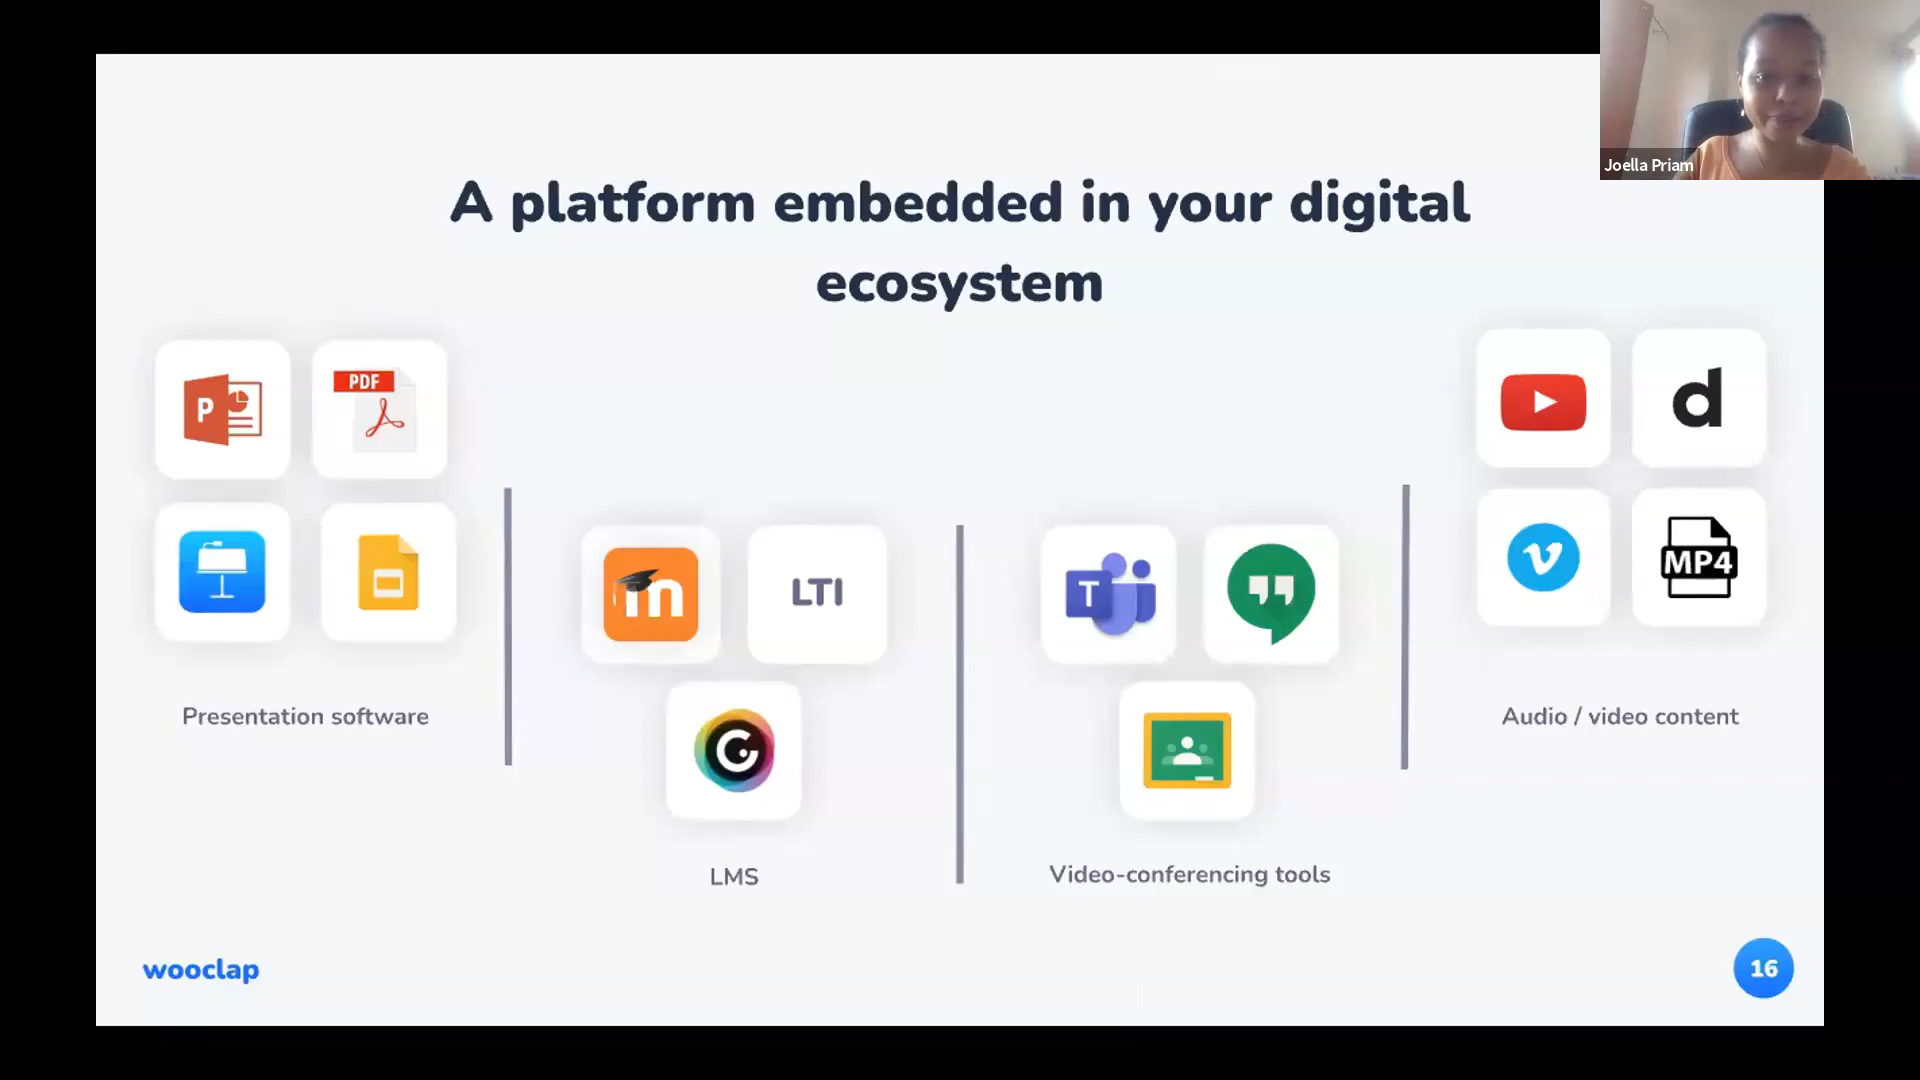 Joella Priam
A platform embedded in your digital
ecosystem
P
PDF
Presentation software
m
LTI
LMS
T
Video-conferencing tools
d
v
MP4
Audio / video content
wooclap
16